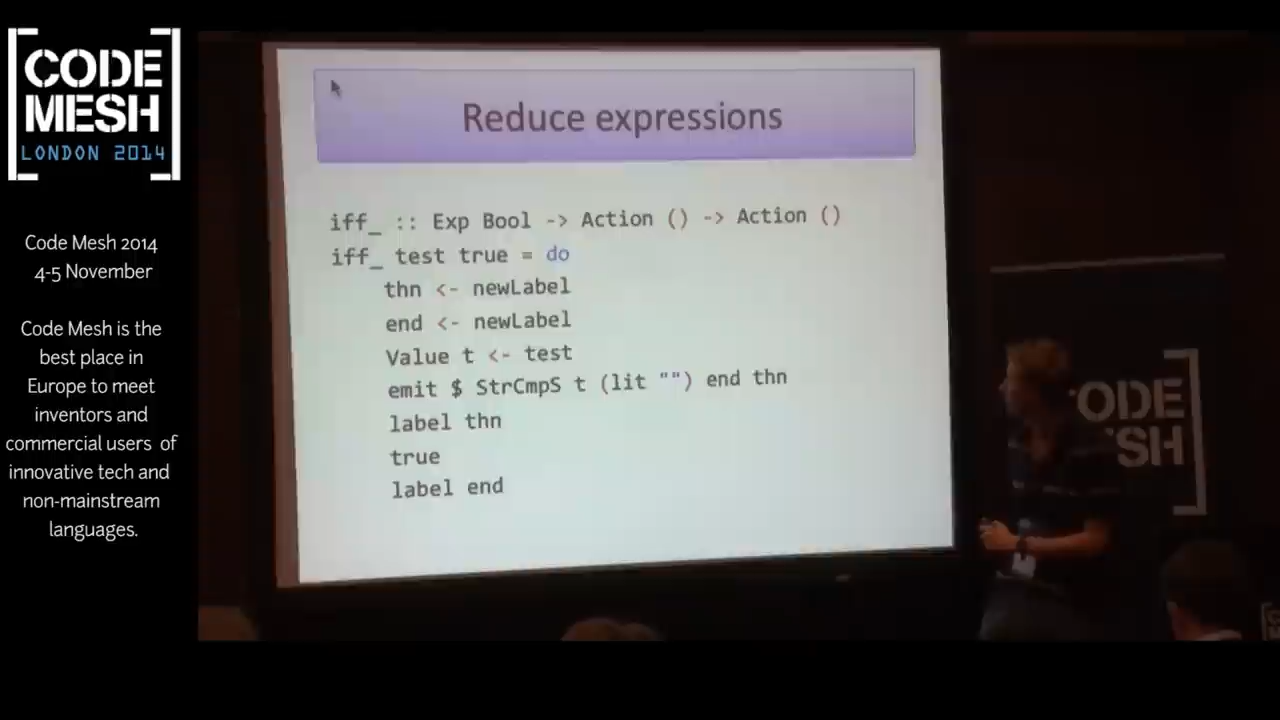 CODE
MESH
LONDON 2014
Code Mesh 2014
4-5 November
Code Mesh is the
best place in
Europe to meet
inventors and
commercial users of
innovative tech and
non-mainstream
languages.
Reduce expressions
iff_ :: Exp Bool -> Action () -> Action ()
iff_ test true = do
thn <- newLabel
end <- newLabel
Value t <- test
emit $ StrCmpS t (lit "") end thn
label thn
true
label end
ODE
SH